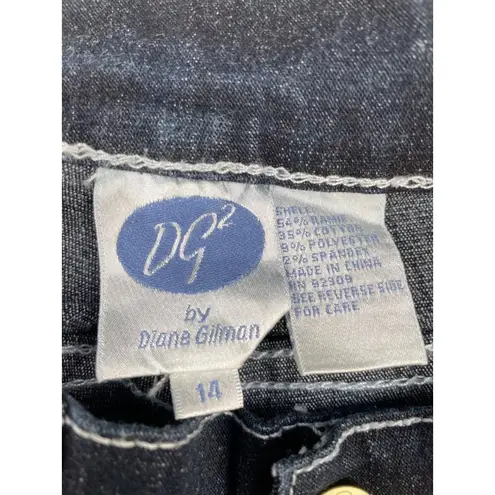 DG2
by
Diane Gilman
14
SHELL
54% RAMIE
35% COTTON
9% POLYESTER
2% SPANDEX
MADE IN CHINA
RN 92309
SEE REVERSE SIDE
FOR CARE